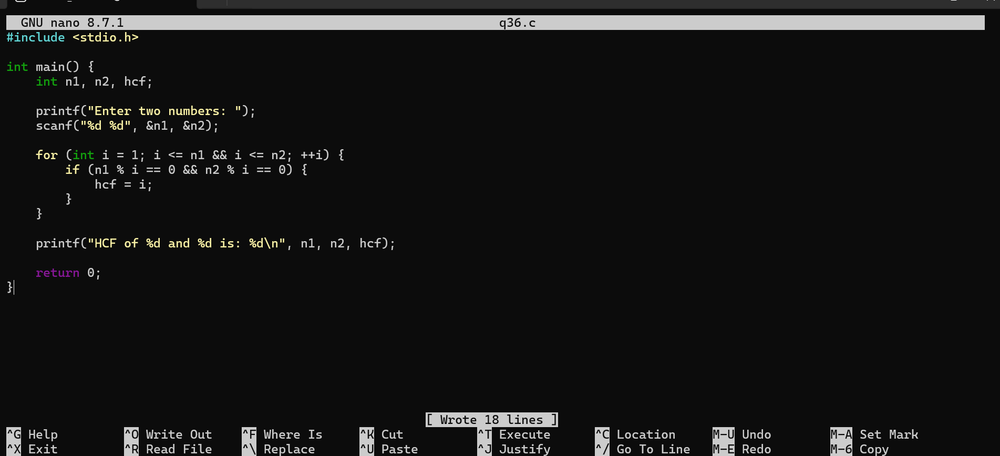 GNU nano 8.7.1 q36.c
#include <stdio.h>
int main() {
    int n1, n2, hcf;
    printf("Enter two numbers: ");
    scanf("%d %d", &n1, &n2);
    for (int i = 1; i <= n1 && i <= n2; ++i) {
        if (n1 % i == 0 && n2 % i == 0) {
            hcf = i;
        }
    }
    printf("HCF of %d and %d is: %d\n", n1, n2, hcf);
    return 0;
}
[ Wrote 18 lines ]
^G Help ^O Write Out ^F Where Is ^K Cut ^T Execute ^C Location M-U Undo M-A Set Mark
^X Exit ^R Read File ^\ Replace ^U Paste ^J Justify ^/ Go To Line M-E Redo M-6 Copy